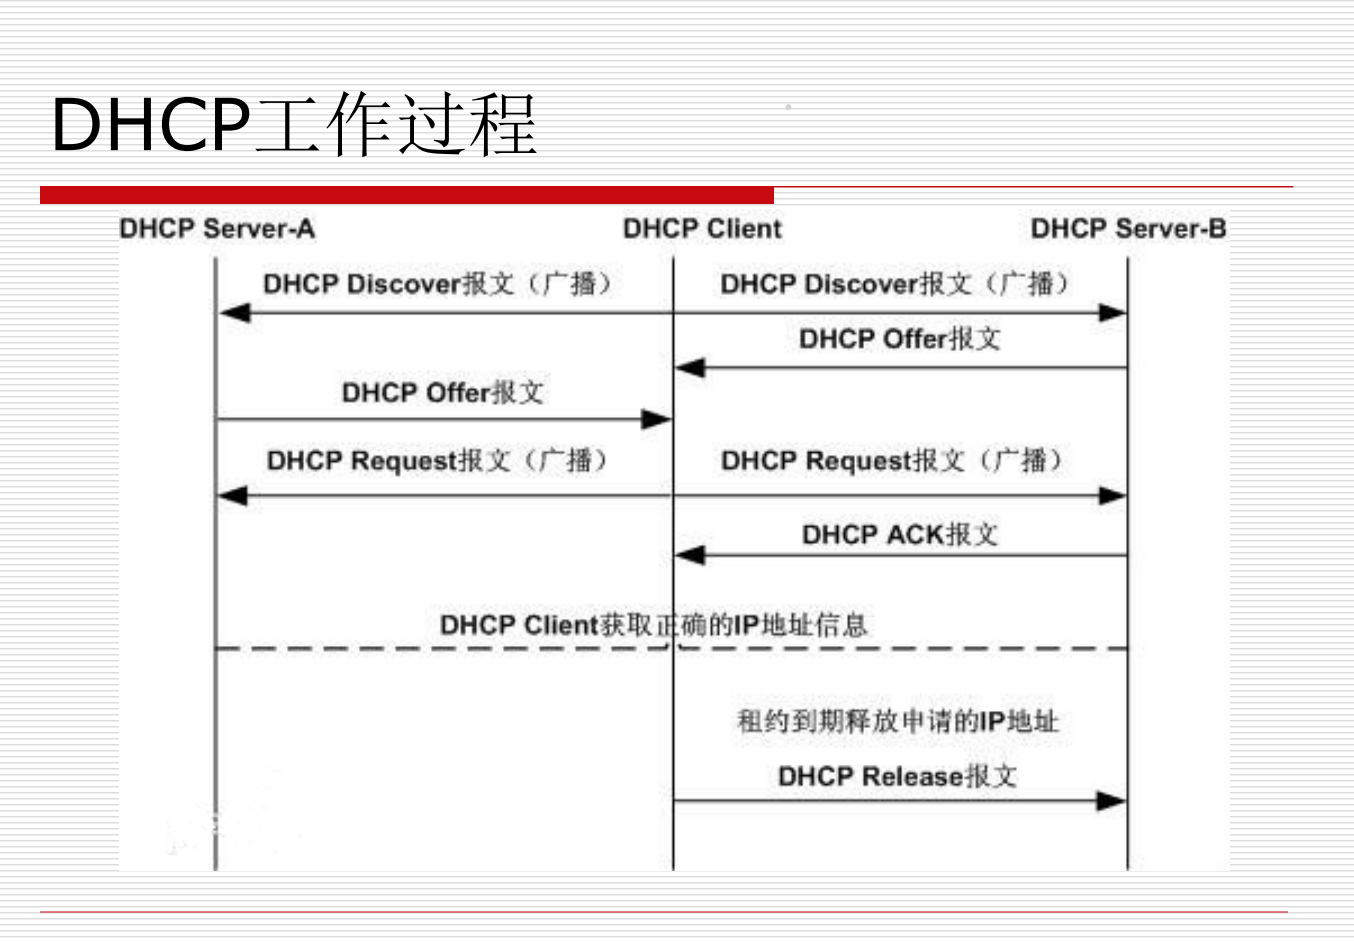 DHCP工作过程
DHCP Server-A DHCP Client DHCP Server-B
DHCP Discover报文（广播） DHCP Discover报文（广播）
DHCP Offer报文
DHCP Offer报文
DHCP Request报文（广播） DHCP Request报文（广播）
DHCP ACK报文
DHCP Client获取正确的IP地址信息
租约到期释放申请的IP地址
DHCP Release报文